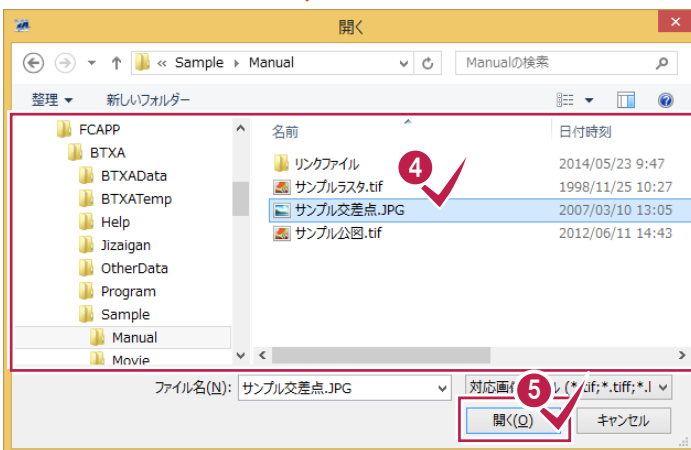 開く
« Sample ▸ Manual
Manualの検索
整理 ▼ 新しいフォルダー
FCAPP
BTXA
BTXAData
BTXATemp
Help
Jizaigan
OtherData
Program
Sample
Manual
Movie
名前 日付時刻
リンクファイル 2014/05/23 9:47
サンプルラスタ.tif 1998/11/25 10:27
サンプル交差点.JPG 2007/03/10 13:05
サンプル公図.tif 2012/06/11 14:43
4
ファイル名(N): サンプル交差点.JPG
対応画 (*.tif;*.tiff;*.l
5
開く(O) キャンセル